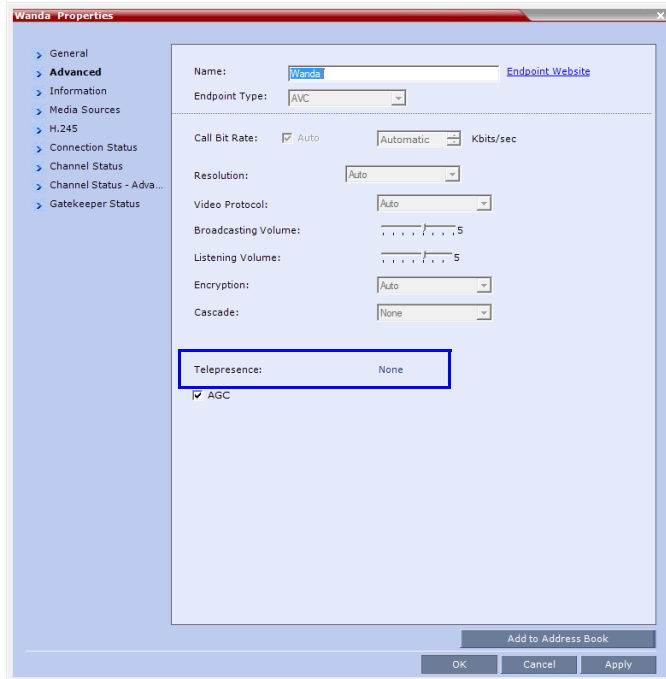 Wanda Properties
General
Advanced
Information
Media Sources
H.245
Connection Status
Channel Status
Channel Status - Adva...
Gatekeeper Status
Name: Wanda Endpoint Website
Endpoint Type: AVC
Call Bit Rate: Auto Automatic Kbits/sec
Resolution: Auto
Video Protocol: Auto
Broadcasting Volume: 5
Listening Volume: 5
Encryption: Auto
Cascade: None
Telepresence: None
AGC
Add to Address Book
OK Cancel Apply